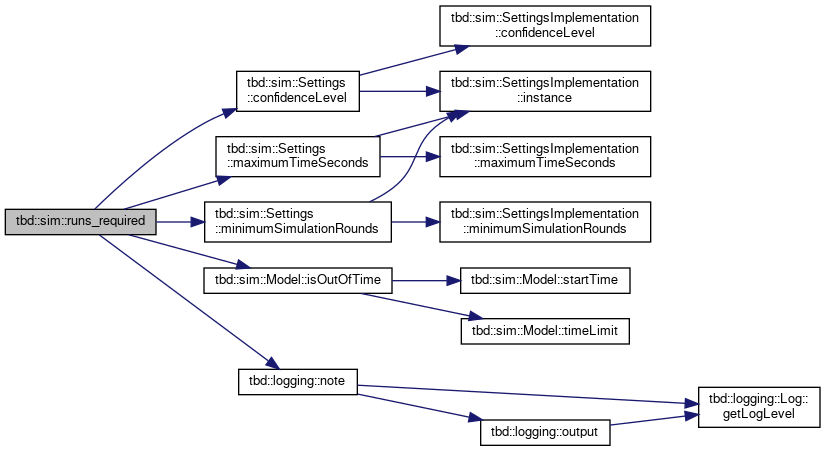 tbd::sim::runs_required
tbd::sim::Settings
::confidenceLevel
tbd::sim::Settings
::maximumTimeSeconds
tbd::sim::Settings
::minimumSimulationRounds
tbd::sim::Model::isOutOfTime
tbd::logging::note
tbd::sim::SettingsImplementation
::confidenceLevel
tbd::sim::SettingsImplementation
::instance
tbd::sim::SettingsImplementation
::maximumTimeSeconds
tbd::sim::SettingsImplementation
::minimumSimulationRounds
tbd::sim::Model::startTime
tbd::sim::Model::timeLimit
tbd::logging::output
tbd::logging::Log::
getLogLevel